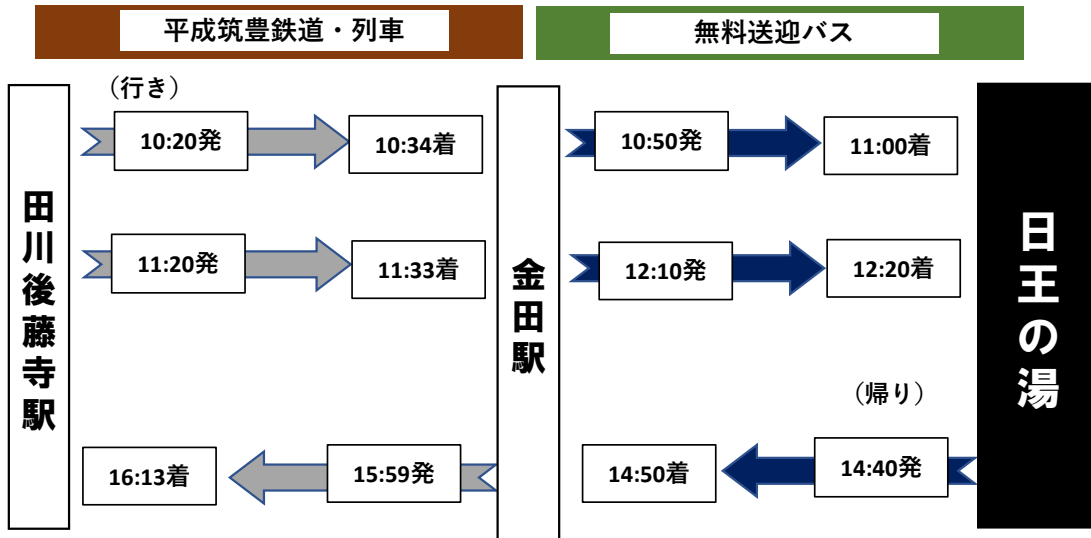 平成筑豊鉄道・列車
無料送迎バス
（行き）
10:20発
10:34着
10:50発
11:00着
11:20発
11:33着
12:10発
12:20着
田川後藤寺駅
金田駅
日王の湯
（帰り）
16:13着
15:59発
14:50着
14:40発